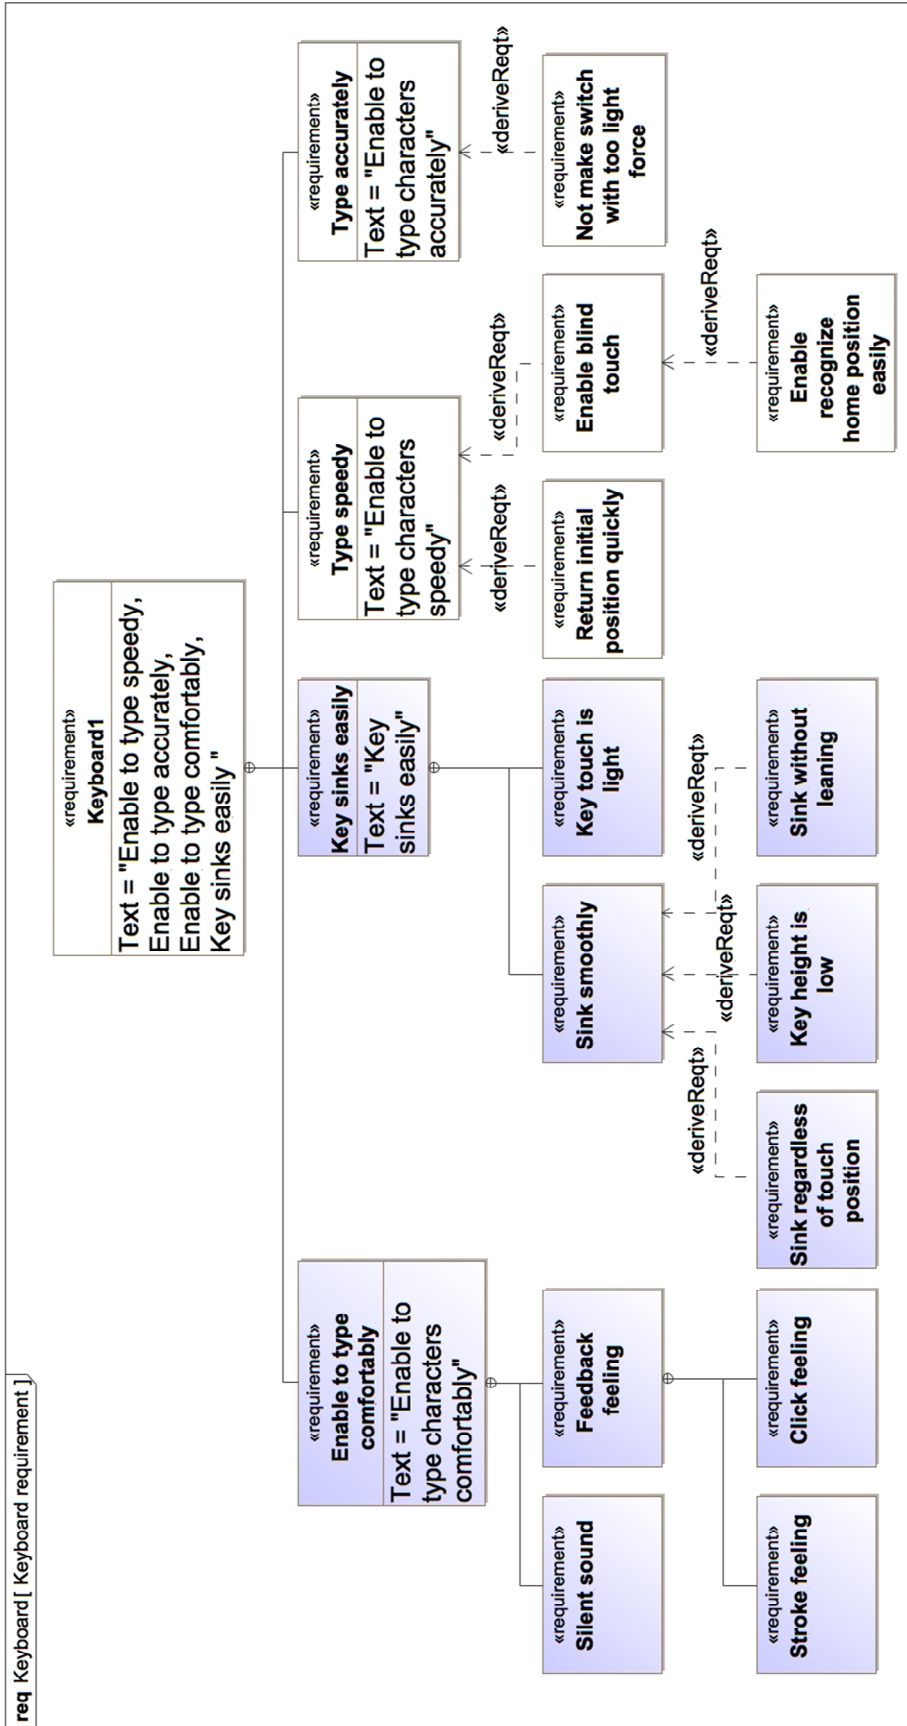 req Keyboard [ Keyboard requirement ]
«requirement»
Keyboard1
Text = "Enable to type speedy,
Enable to type accurately,
Enable to type comfortably,
Key sinks easily "
«requirement»
Enable to type
comfortably
Text = "Enable to
type characters
comfortably"
«requirement»
Key sinks easily
Text = "Key
sinks easily"
«requirement»
Type speedy
Text = "Enable to
type characters
speedy"
«requirement»
Type accurately
Text = "Enable to
type characters
accurately"
«deriveReqt»
«deriveReqt»
«deriveReqt»
«requirement»
Silent sound
«requirement»
Feedback
feeling
«requirement»
Sink smoothly
«requirement»
Key touch is
light
«requirement»
Return initial
position quickly
«requirement»
Enable blind
touch
«requirement»
Not make switch
with too light
force
«deriveReqt»
«deriveReqt»
«deriveReqt»
«deriveReqt»
«requirement»
Stroke feeling
«requirement»
Click feeling
«requirement»
Sink regardless
of touch
position
«requirement»
Key height is
low
«requirement»
Sink without
leaning
«requirement»
Enable
recognize
home position
easily